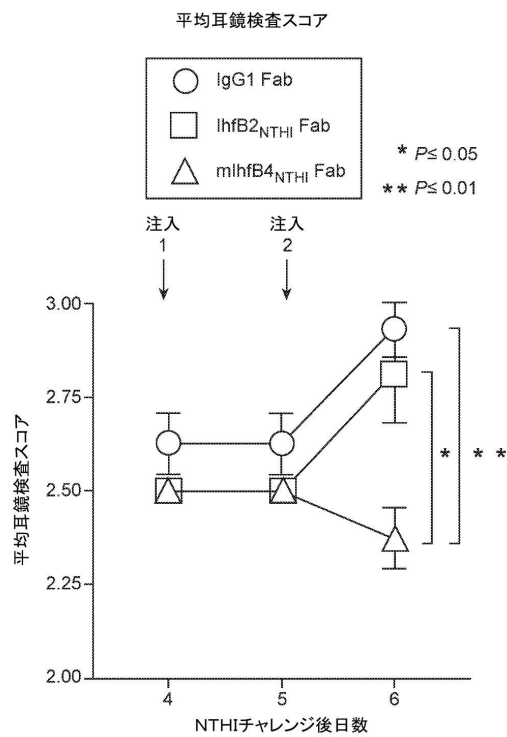 平均耳鏡検査スコア
IgG1 Fab
IhfB2NTHI Fab
mIhfB4NTHI Fab
* P≤ 0.05
** P≤ 0.01
注入 注入
1 2
3.00
2.75
2.50
2.25
2.00
平均耳鏡検査スコア
* **
4 5 6
NTHIチャレンジ後日数